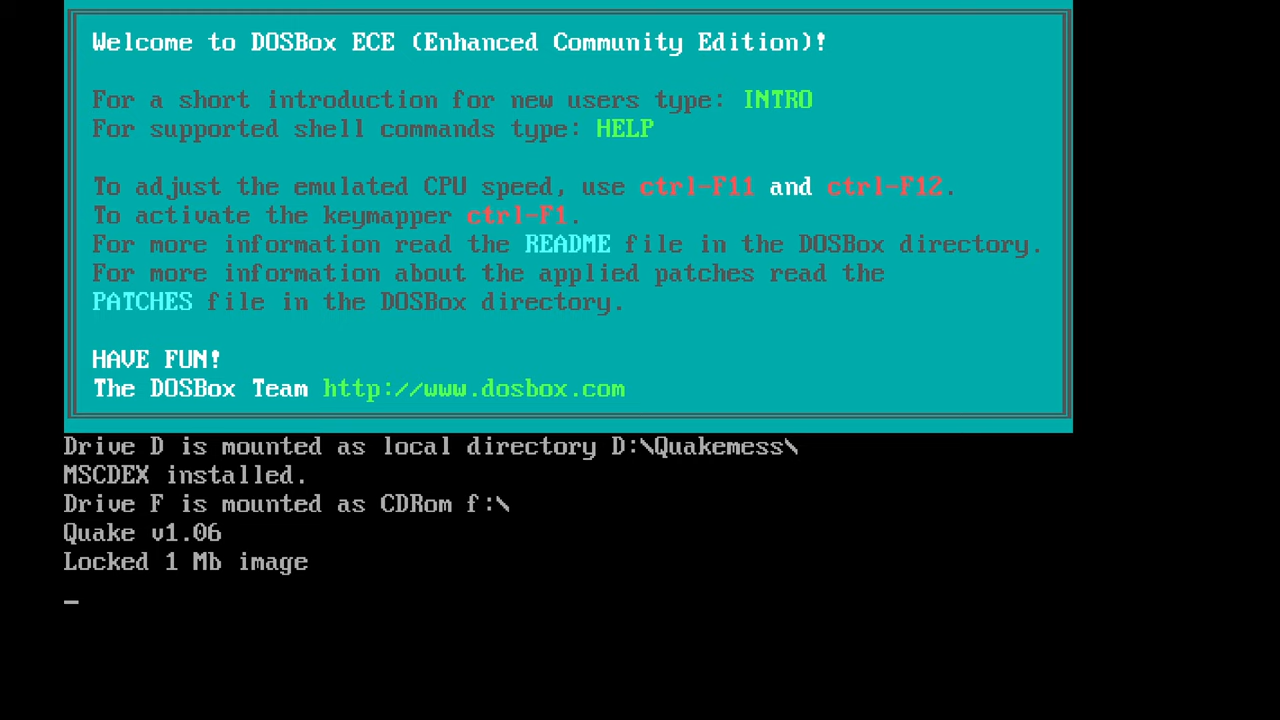 Welcome to DOSBox ECE (Enhanced Community Edition)!
For a short introduction for new users type: INTRO
For supported shell commands type: HELP
To adjust the emulated CPU speed, use ctrl-F11 and ctrl-F12.
To activate the keymapper ctrl-F1.
For more information read the README file in the DOSBox directory.
For more information about the applied patches read the
PATCHES file in the DOSBox directory.
HAVE FUN!
The DOSBox Team http://www.dosbox.com
Drive D is mounted as local directory D:\Quakemess\
MSCDEX installed.
Drive F is mounted as CDRom f:\
Quake v1.06
Locked 1 Mb image
_